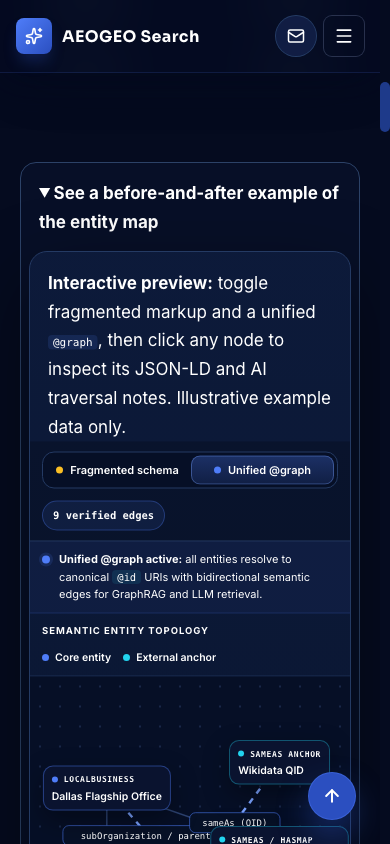 AEOGEO Search
▼ See a before-and-after example of
the entity map
Interactive preview: toggle
fragmented markup and a unified
@graph, then click any node to
inspect its JSON-LD and AI
traversal notes. Illustrative example
data only.
Fragmented schema
Unified @graph
9 verified edges
Unified @graph active: all entities resolve to
canonical @id URIs with bidirectional semantic
edges for GraphRAG and LLM retrieval.
SEMANTIC ENTITY TOPOLOGY
Core entity
External anchor
SAMEAS ANCHOR
Wikidata QID
LOCALBUSINESS
Dallas Flagship Office
sameAs (QID)
subOrganization / parent
SAMEAS / HASMAP